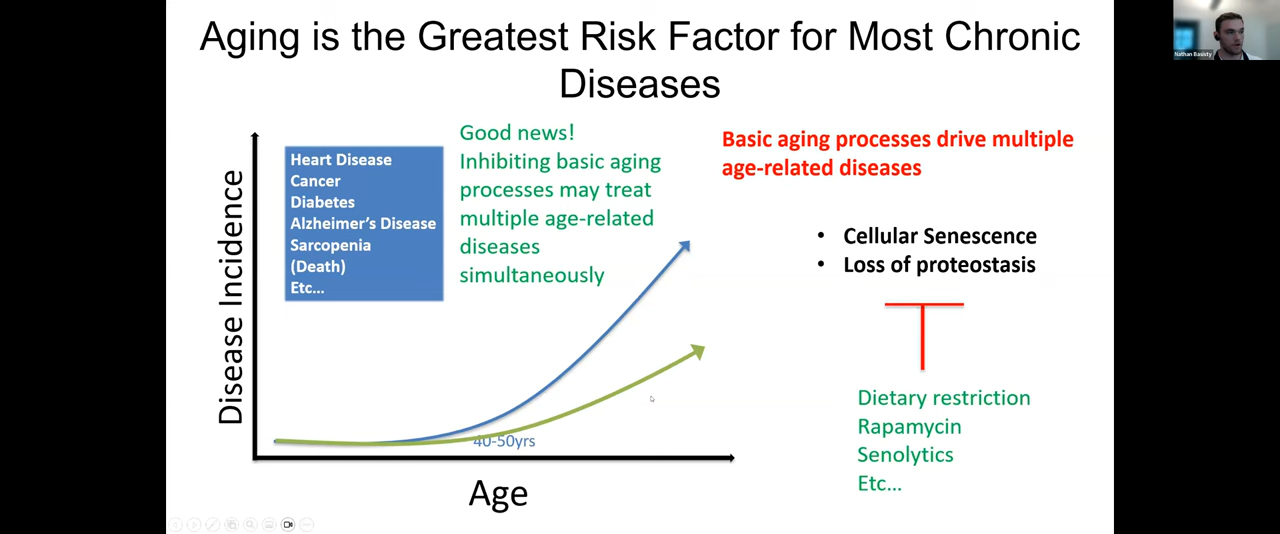 Aging is the Greatest Risk Factor for Most Chronic
Diseases
Nathan Basisty
Good news!
Inhibiting basic aging
processes may treat
multiple age-related
diseases
simultaneously
Basic aging processes drive multiple
age-related diseases
Heart Disease
Cancer
Diabetes
Alzheimer's Disease
Sarcopenia
(Death)
Etc...
• Cellular Senescence
• Loss of proteostasis
Disease Incidence
Dietary restriction
Rapamycin
Senolytics
Etc...
40-50yrs
Age